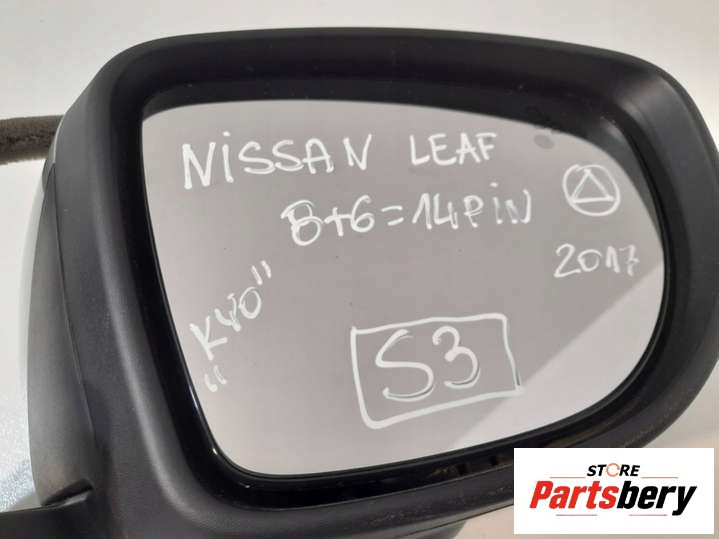 NISSAN LEAF
8+6=14PIN
2017
"K40"
S3
STORE
Partsbery